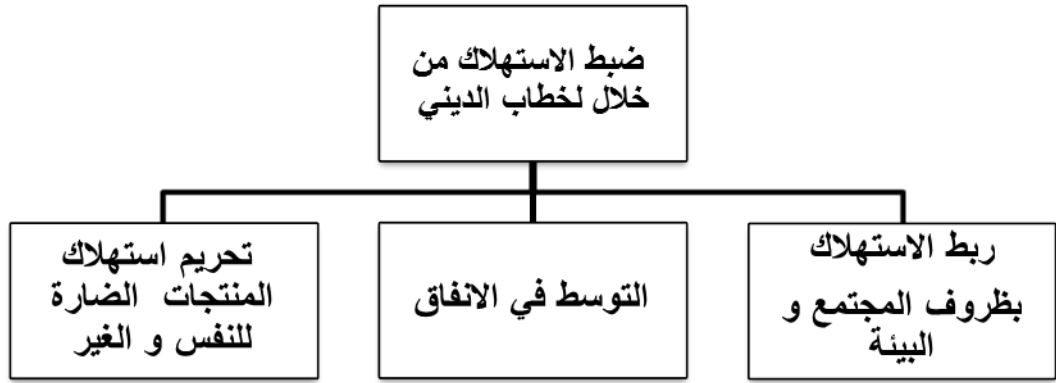 ضبط الاستهلاك من
خلال لخطاب الديني
ربط الاستهلاك
بظروف المجتمع و
البيئة
التوسط في الانفاق
تحريم استهلاك
المنتجات الضارة
للنفس و الغير